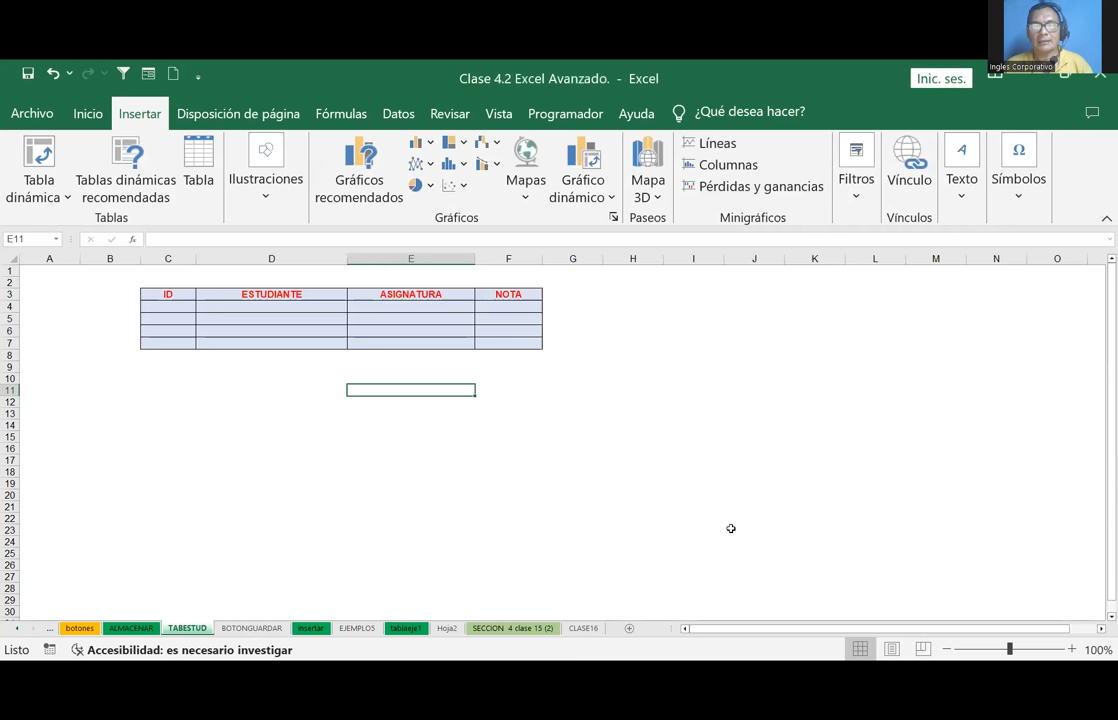 Ingles Corporativo
Clase 4.2 Excel Avanzado. - Excel
Inic. ses.
Archivo Inicio Insertar Disposición de página Fórmulas Datos Revisar Vista Programador Ayuda ¿Qué desea hacer?
Tabla dinámica
Tablas dinámicas recomendadas
Tabla
Tablas
Ilustraciones
Gráficos recomendados
Mapas
Gráfico dinámico
Gráficos
Mapa 3D
Paseos
Líneas
Columnas
Pérdidas y ganancias
Minigráficos
Filtros
Vínculo
Vínculos
Texto
Símbolos
E11 fx
A B C D E F G H I J K L M N O
1
2
3 ID ESTUDIANTE ASIGNATURA NOTA
4
5
6
7
8
9
10
11
12
13
14
15
16
17
18
19
20
21
22
23
24
25
26
27
28
29
30
... botones ALMACENAR TABESTUD BOTONGUARDAR insertar EJEMPLO5 tablaeje1 Hoja2 SECCION 4 clase 15 (2) CLASE16
Listo Accesibilidad: es necesario investigar 100%